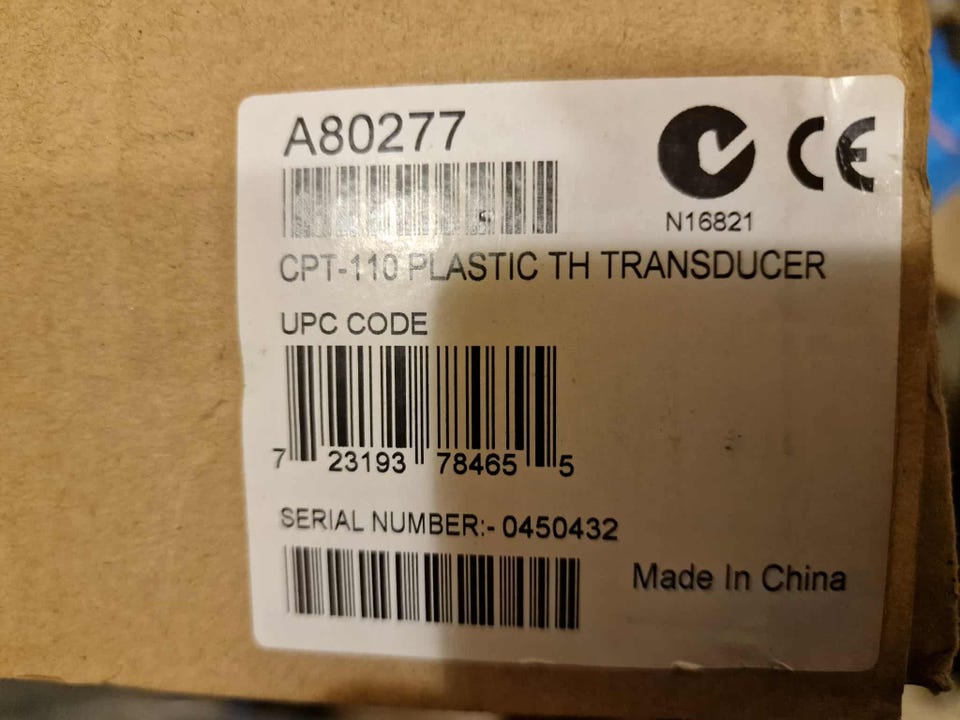 A80277
N16821
CPT-110 PLASTIC TH TRANSDUCER
UPC CODE
7 23193 78465 5
SERIAL NUMBER:- 0450432
Made In China